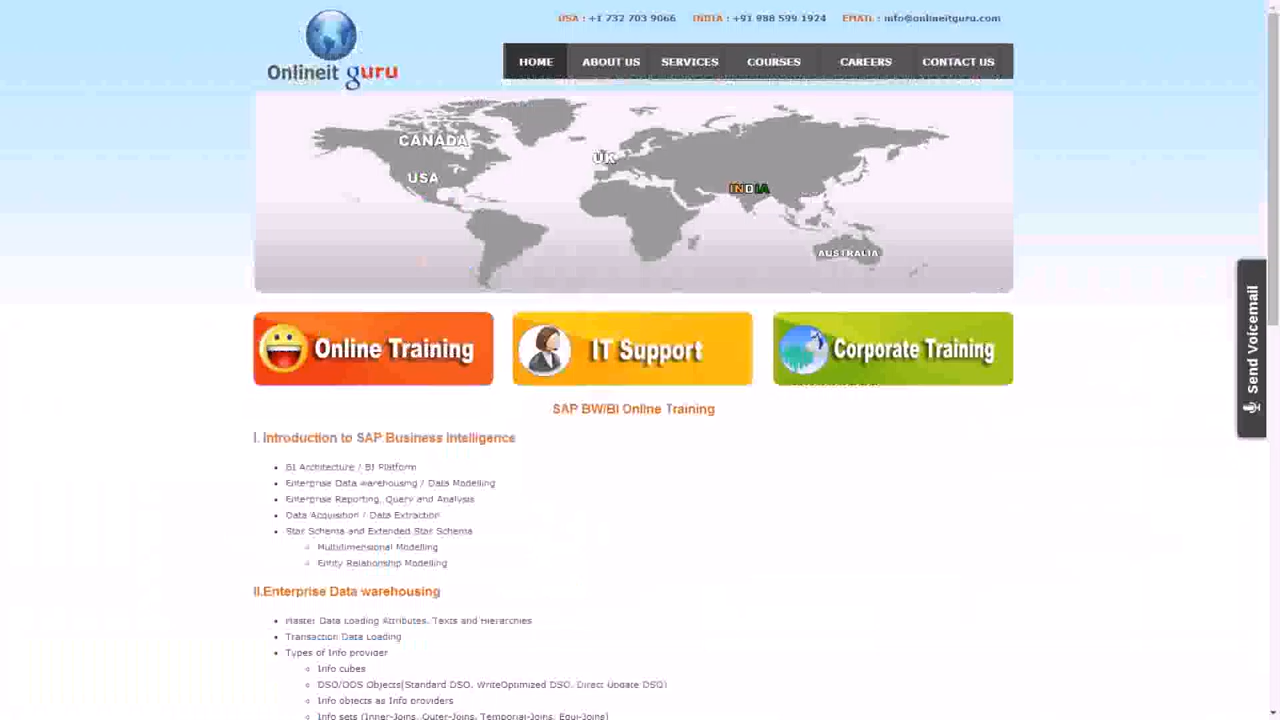 USA : +1 732 703 9066 INDIA : +91 988 599 1924 EMAIL : info@onlineitguru.com
Onlineit guru
HOME ABOUT US SERVICES COURSES CAREERS CONTACT US
CANADA
UK
USA
INDIA
AUSTRALIA
Send Voicemail
Online Training IT Support Corporate Training
SAP BW/BI Online Training
I. Introduction to SAP Business Intelligence
BI Architecture / BI Platform
Enterprise Data warehousing / Data Modelling
Enterprise Reporting, Query and Analysis
Data Acquisition / Data Extraction
Star Schema and Extended Star Schema
Multidimensional Modelling
Entity Relationship Modelling
II.Enterprise Data warehousing
Master Data Loading Attributes, Texts and Hierarchies
Transaction Data Loading
Types of Info provider
Info cubes
DSO/ODS Objects(Standard DSO, WriteOptimized DSO, Direct Update DSO)
Info objects as Info providers
Info sets (Inner-Joins, Outer-Joins, Temporal-Joins, Equi-Joins)